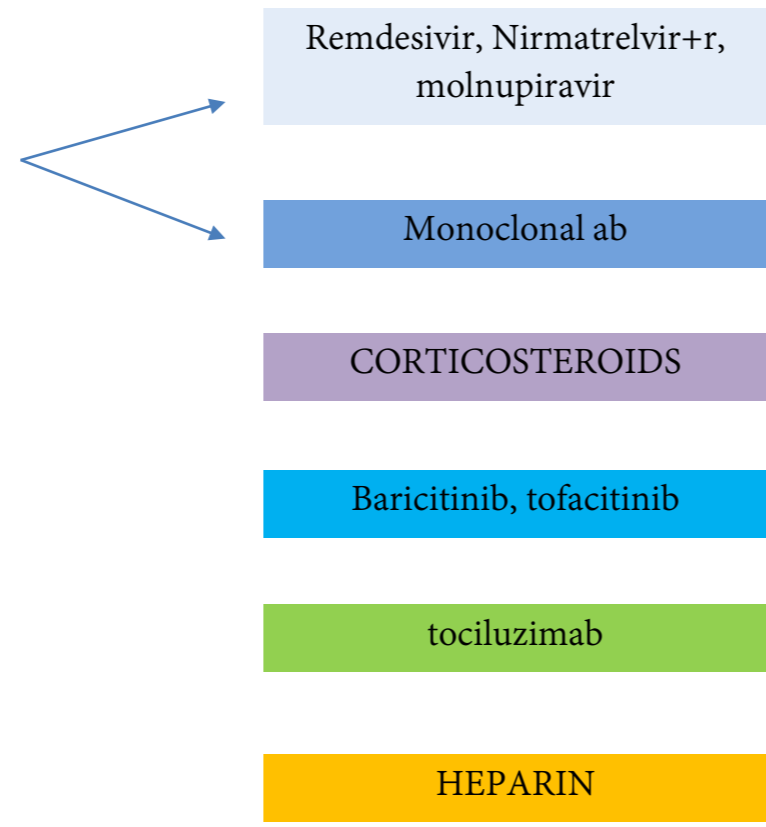 Remdesivir, Nirmatrelvir+r,
molnupiravir
Monoclonal ab
CORTICOSTEROIDS
Baricitinib, tofacitinib
tociluzimab
HEPARIN